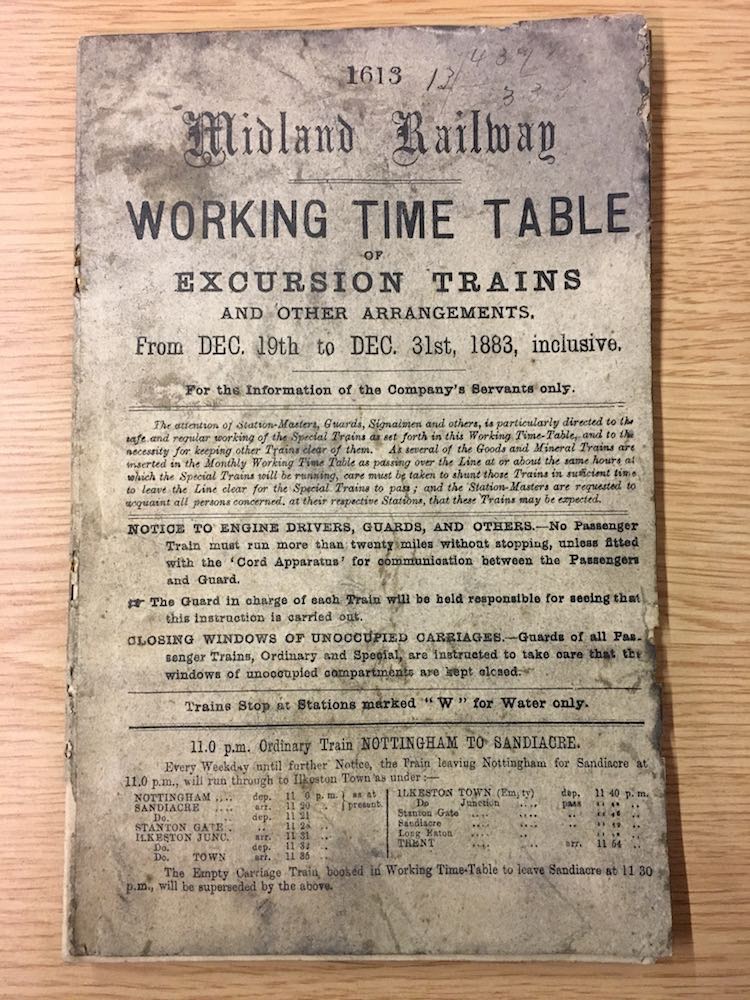 1613
Midland Railway
WORKING TIME TABLE
OF
EXCURSION TRAINS
AND OTHER ARRANGEMENTS,
From DEC. 19th to DEC. 31st, 1883, inclusive.
For the Information of the Company's Servants only.
The attention of Station-Masters, Guards, Signalmen and others, is particularly directed to the
safe and regular working of the Special Trains as set forth in this Working Time-Table, and to the
necessity for keeping other Trains clear of them. As several of the Goods and Mineral Trains are
inserted in the Monthly Working Time Table as passing over the Line at or about the same hours at
which the Special Trains will be running, care must be taken to shunt those Trains in sufficient time
to leave the Line clear for the Special Trains to pass; and the Station-Masters are requested to
acquaint all persons concerned, at their respective Stations, that these Trains may be expected.
NOTICE TO ENGINE DRIVERS, GUARDS, AND OTHERS.—No Passenger
Train must run more than twenty miles without stopping, unless fitted
with the 'Cord Apparatus' for communication between the Passengers
and Guard.
☞ The Guard in charge of each Train will be held responsible for seeing that
this instruction is carried out.
CLOSING WINDOWS OF UNOCCUPIED CARRIAGES.—Guards of all Pas-
senger Trains, Ordinary and Special, are instructed to take care that the
windows of unoccupied compartments are kept closed.
Trains Stop at Stations marked "W" for Water only.
11.0 p.m. Ordinary Train NOTTINGHAM TO SANDIACRE.
Every Weekday until further Notice, the Train leaving Nottingham for Sandiacre at
11.0 p.m., will run through to Ilkeston Town as under:—
NOTTINGHAM .... dep. 11 0 p.m. } as at
SANDIACRE .... arr. 11 20 .. } present.
Do. dep. 11 21
STANTON GATE .. .. ..
ILKESTON JUNC. arr. 11 31
Do. dep. ..
Do. TOWN arr. 11 35 ..
ILKESTON TOWN (Empty) dep. 11 40 p.m.
Do Junction .... pass ..
Stanton Gate .... .... ..
Sandiacre .... .... ..
Long Eaton .... .... ..
TRENT .... .... arr. 11 54 ..
The Empty Carriage Train, booked in Working Time-Table to leave Sandiacre at 11 30
p.m., will be superseded by the above.